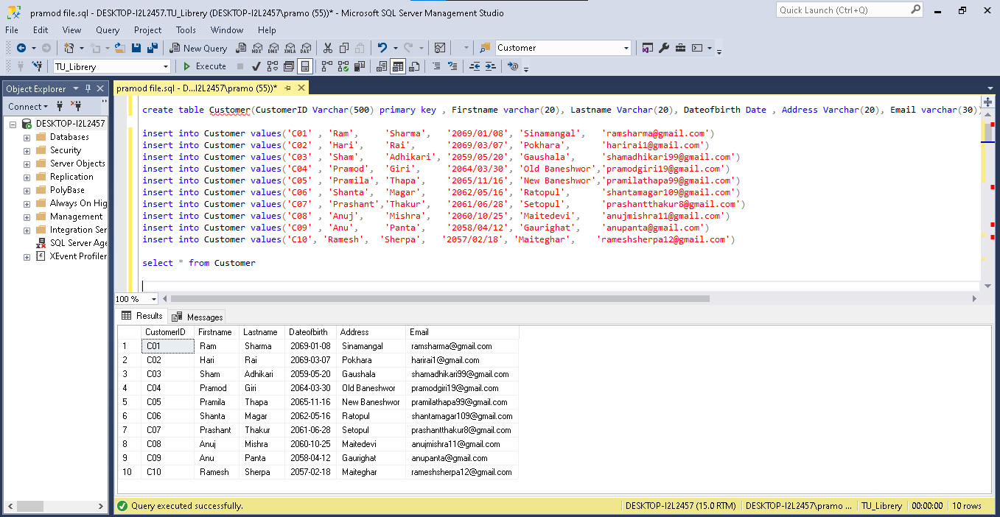 pramod file.sql - DESKTOP-I2L2457.TU_Librery (DESKTOP-I2L2457\pramo (55))* - Microsoft SQL Server Management Studio
Quick Launch (Ctrl+Q)
File Edit View Query Project Tools Window Help
New Query MDX DMX XMLA DAX Customer
TU_Librery Execute
Object Explorer
pramod file.sql - D...I2L2457\pramo (55))*
Connect
DESKTOP-I2L2457
Databases
Security
Server Objects
Replication
PolyBase
Always On Hig
Management
Integration Ser
SQL Server Age
XEvent Profiler
create table Customer(CustomerID Varchar(500) primary key , Firstname varchar(20), Lastname Varchar(20), Dateofbirth Date , Address Varchar(20), Email varchar(30))
insert into Customer values('C01' , 'Ram', 'Sharma', '2069/01/08', 'Sinamangal', 'ramsharma@gmail.com')
insert into Customer values('C02' , 'Hari', 'Rai', '2069/03/07', 'Pokhara', 'harirai1@gmail.com')
insert into Customer values('C03' , 'Sham', 'Adhikari', '2059/05/20', 'Gaushala', 'shamadhikari99@gmail.com')
insert into Customer values('C04' , 'Pramod', 'Giri', '2064/03/30', 'Old Baneshwor','pramodgiri19@gmail.com')
insert into Customer values('C05' , 'Pramila', 'Thapa', '2065/11/16', 'New Baneshwor','pramilathapa99@gmail.com')
insert into Customer values('C06' , 'Shanta', 'Magar', '2062/05/16', 'Ratopul', 'shantamagar109@gmail.com')
insert into Customer values('C07' , 'Prashant','Thakur', '2061/06/28', 'Setopul', 'prashantthakur8@gmail.com')
insert into Customer values('C08' , 'Anuj', 'Mishra', '2060/10/25', 'Maitedevi', 'anujmishra11@gmail.com')
insert into Customer values('C09' , 'Anu', 'Panta', '2058/04/12', 'Gaurighat', 'anupanta@gmail.com')
insert into Customer values('C10' , 'Ramesh', 'Sherpa', '2057/02/18', 'Maiteghar', 'rameshsherpa12@gmail.com')
select * from Customer
100 %
Results Messages
CustomerID Firstname Lastname Dateofbirth Address Email
1 C01 Ram Sharma 2069-01-08 Sinamangal ramsharma@gmail.com
2 C02 Hari Rai 2069-03-07 Pokhara harirai1@gmail.com
3 C03 Sham Adhikari 2059-05-20 Gaushala shamadhikari99@gmail.com
4 C04 Pramod Giri 2064-03-30 Old Baneshwor pramodgiri19@gmail.com
5 C05 Pramila Thapa 2065-11-16 New Baneshwor pramilathapa99@gmail.com
6 C06 Shanta Magar 2062-05-16 Ratopul shantamagar109@gmail.com
7 C07 Prashant Thakur 2061-06-28 Setopul prashantthakur8@gmail.com
8 C08 Anuj Mishra 2060-10-25 Maitedevi anujmishra11@gmail.com
9 C09 Anu Panta 2058-04-12 Gaurighat anupanta@gmail.com
10 C10 Ramesh Sherpa 2057-02-18 Maiteghar rameshsherpa12@gmail.com
Query executed successfully. DESKTOP-I2L2457 (15.0 RTM) DESKTOP-I2L2457\pramo ... TU_Librery 00:00:00 10 rows